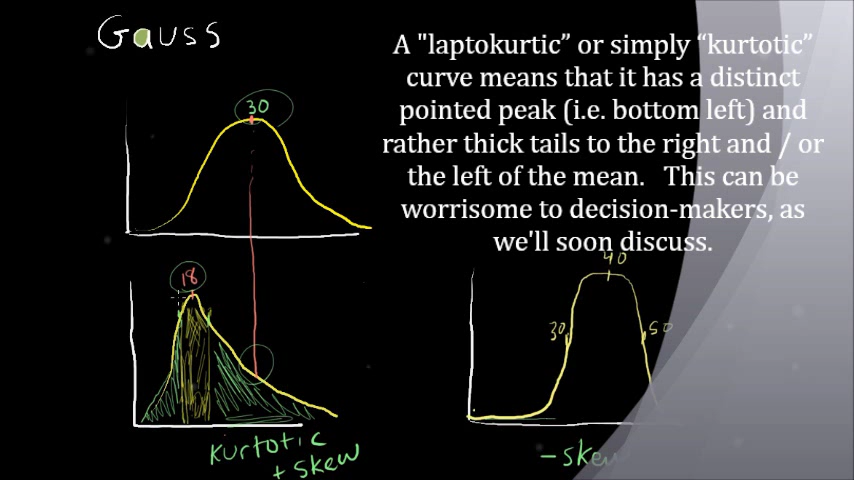 Gauss
A "laptokurtic” or simply “kurtotic”
curve means that it has a distinct
pointed peak (i.e. bottom left) and
rather thick tails to the right and / or
the left of the mean. This can be
worrisome to decision-makers, as
we'll soon discuss.
30
18
40
30
50
kurtotic
+ skew
- skew